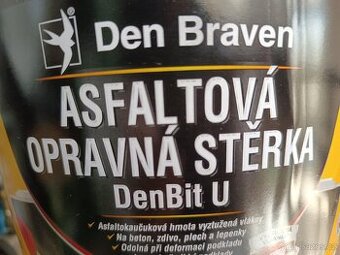 Den Braven
ASFALTOVÁ
OPRAVNÁ STĚRKA
DenBit U
✓ Asfaltokaučuková hmota vyztužená vlákny
✓ Na beton, zdivo, plech a lepenky
✓ Odolná při deformaci podkladu